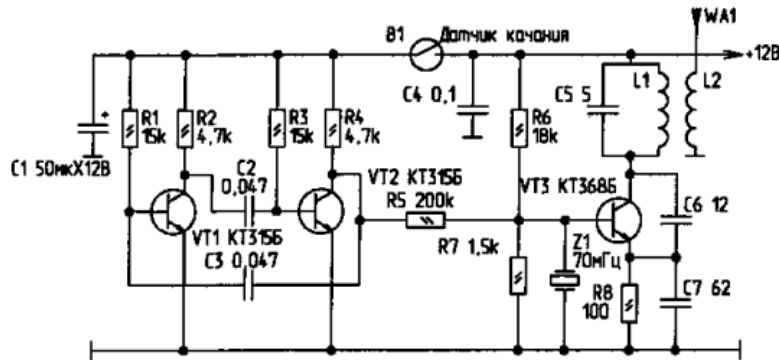 WA1
В1 Датчик качания
+12В
R1 15k
R2 4,7k
R3 15k
R4 4,7k
C4 0,1
R6 18k
C5 5
L1
L2
C1 50мкХ12В
C2 0,047
VT2 КТ315Б
VT3 КТ368Б
R5 200k
C6 12
VT1 КТ315Б
R7 1,5k
Z1 70мГц
C3 0,047
R8 100
C7 62